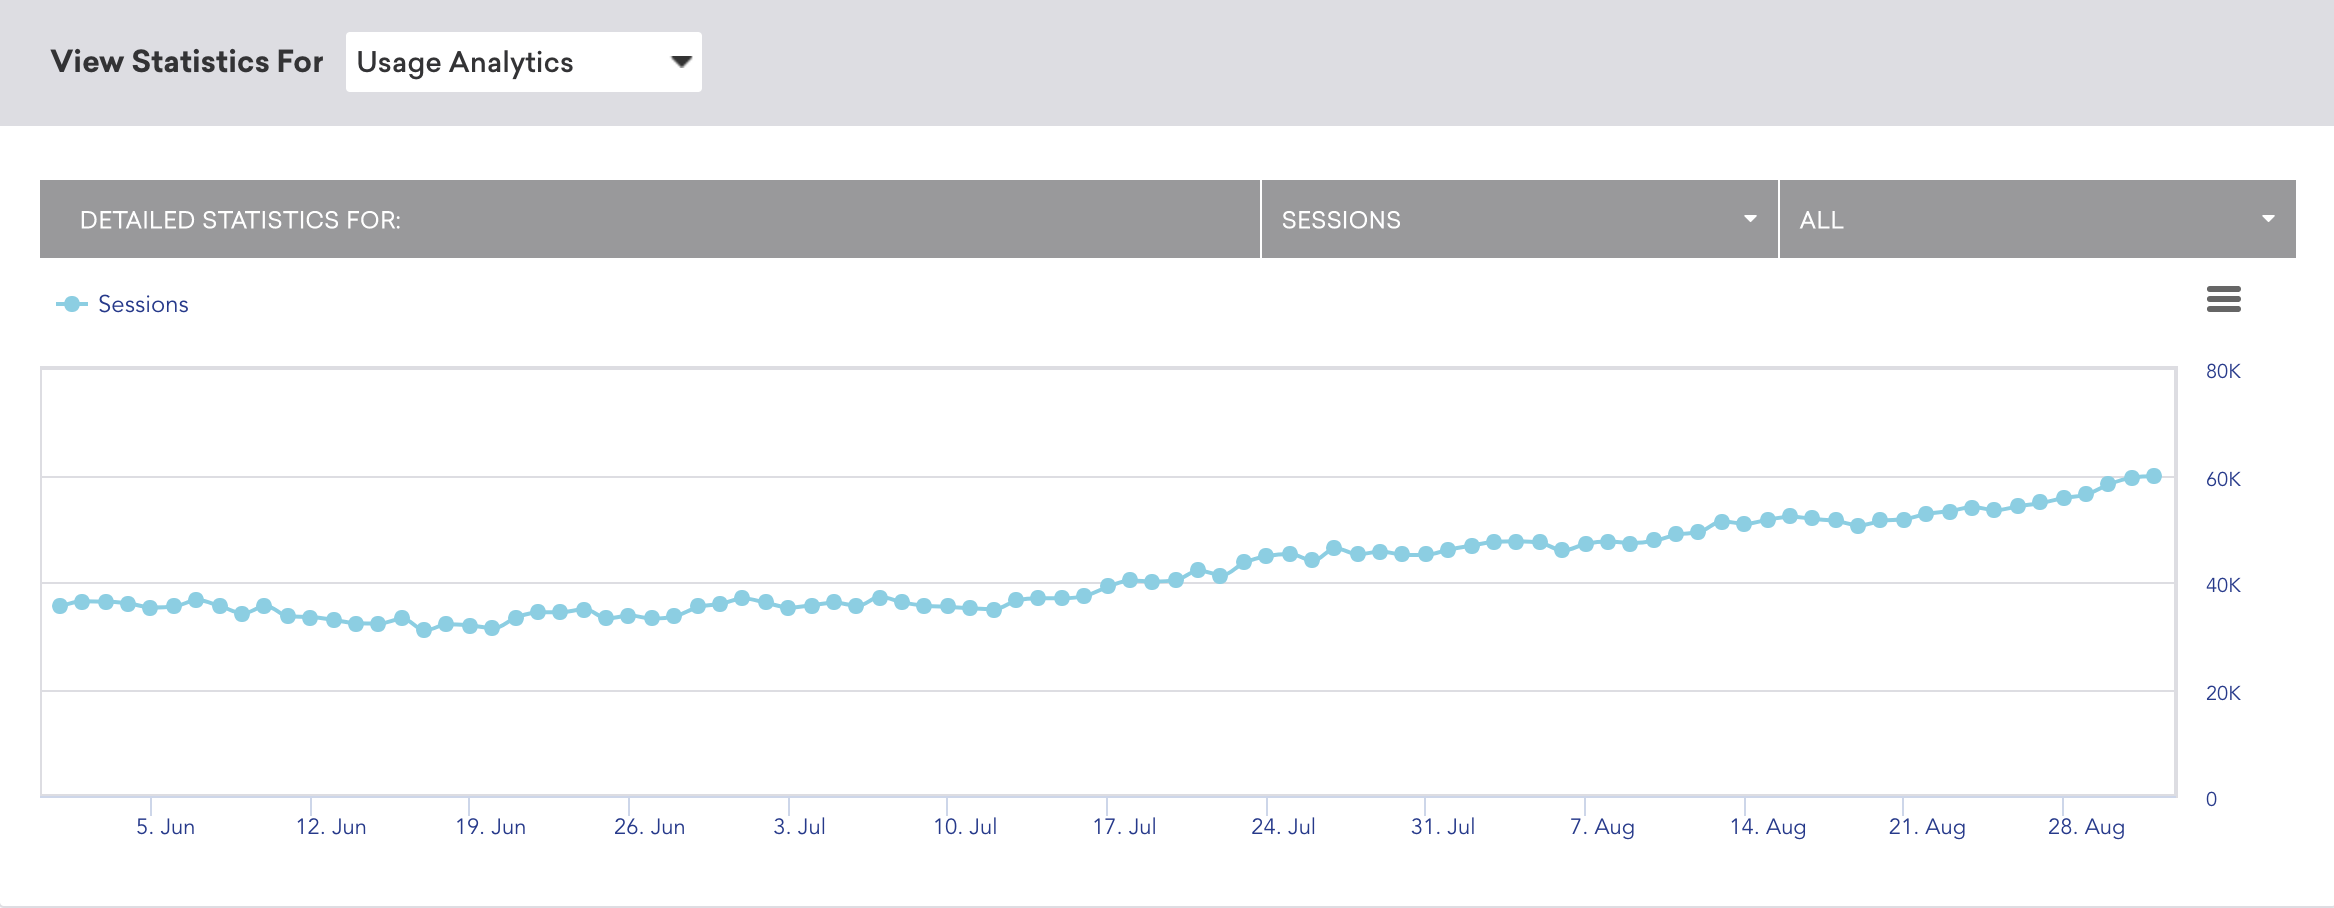 View Statistics For Usage Analytics
DETAILED STATISTICS FOR: SESSIONS ALL
Sessions
80K
60K
40K
20K
0
5. Jun 12. Jun 19. Jun 26. Jun 3. Jul 10. Jul 17. Jul 24. Jul 31. Jul 7. Aug 14. Aug 21. Aug 28. Aug